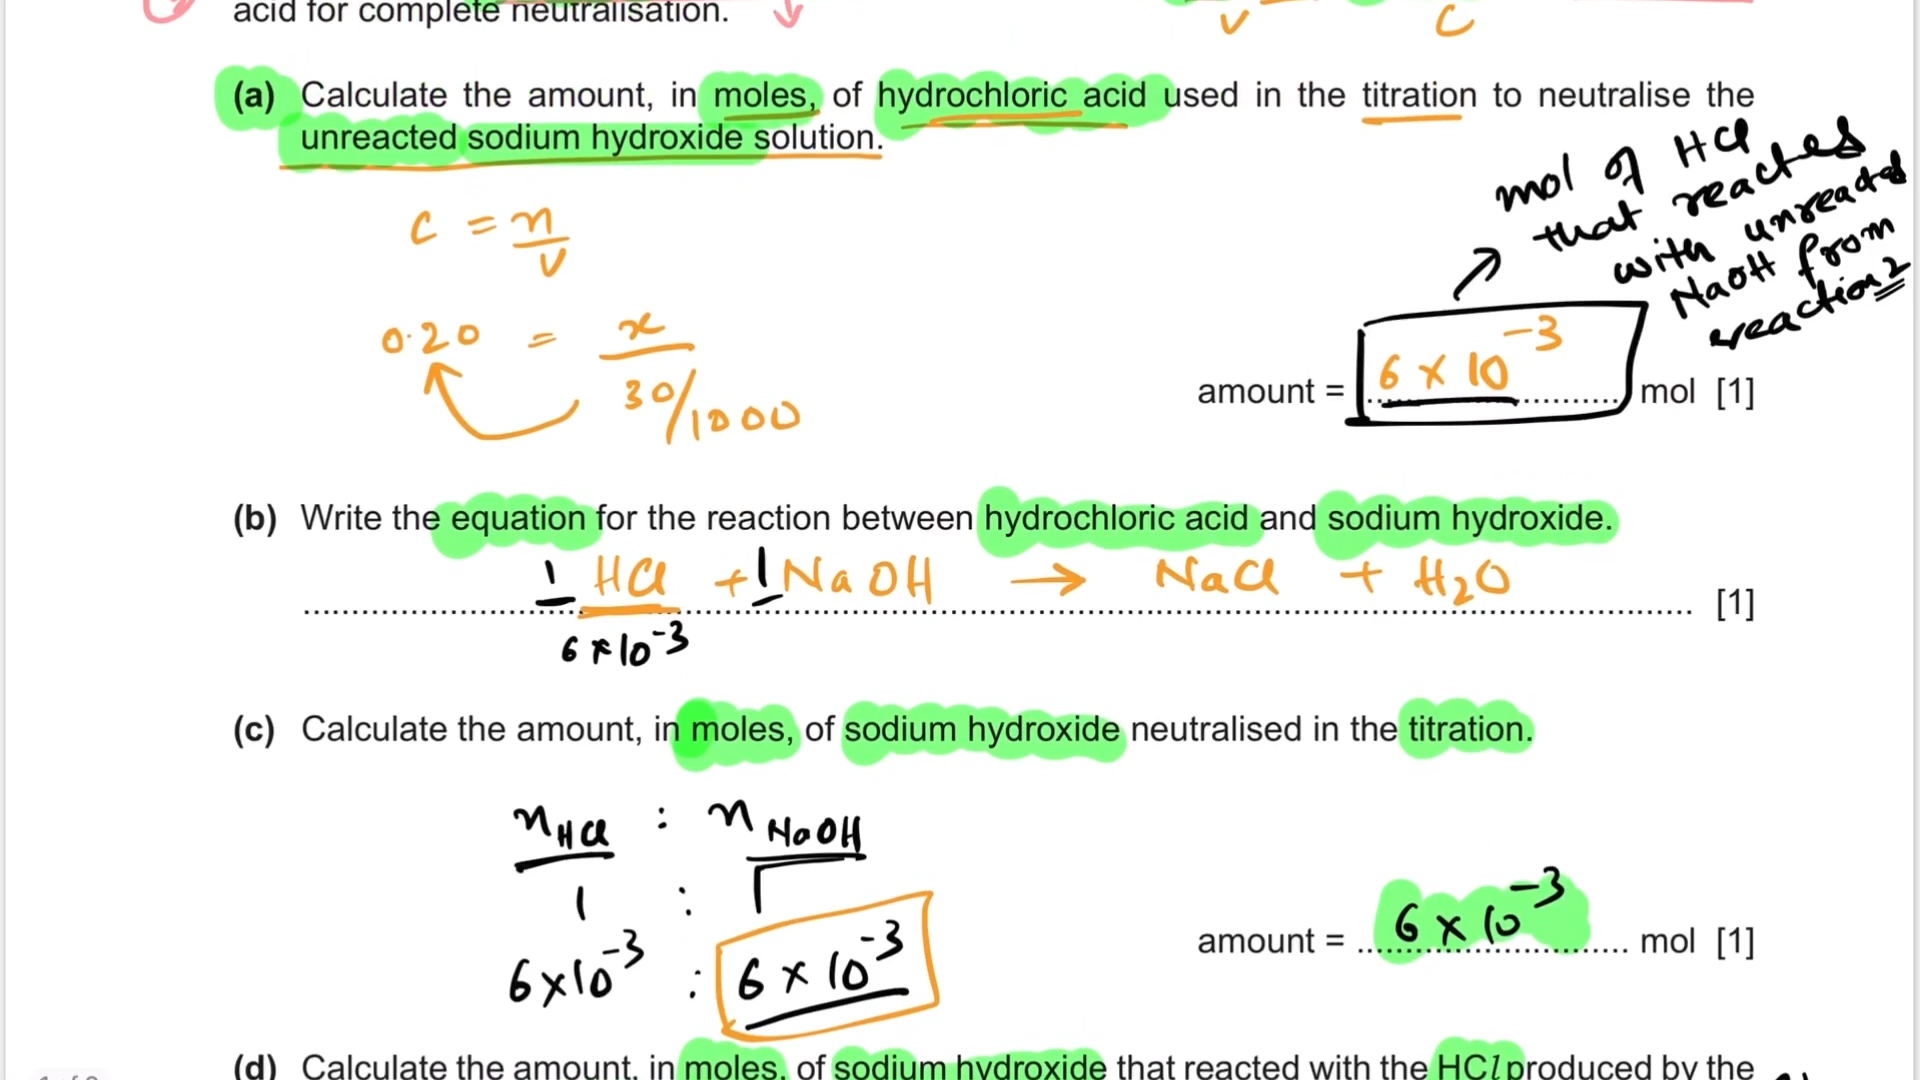 acid for complete neutralisation.
V
C
(a) Calculate the amount, in moles, of hydrochloric acid used in the titration to neutralise the
unreacted sodium hydroxide solution.
mol of HCl
that reactes
with unreacted
NaOH from
reaction 2
C = n/V
0.20 = x / 30/1000
amount = 6 × 10⁻³ mol [1]
(b) Write the equation for the reaction between hydrochloric acid and sodium hydroxide.
1 HCl + 1 NaOH → NaCl + H₂O [1]
6 × 10⁻³
(c) Calculate the amount, in moles, of sodium hydroxide neutralised in the titration.
n HCl : n NaOH
1 : 1
6 × 10⁻³ : 6 × 10⁻³
amount = 6 × 10⁻³ mol [1]
(d) Calculate the amount, in moles, of sodium hydroxide that reacted with the HCl produced by the